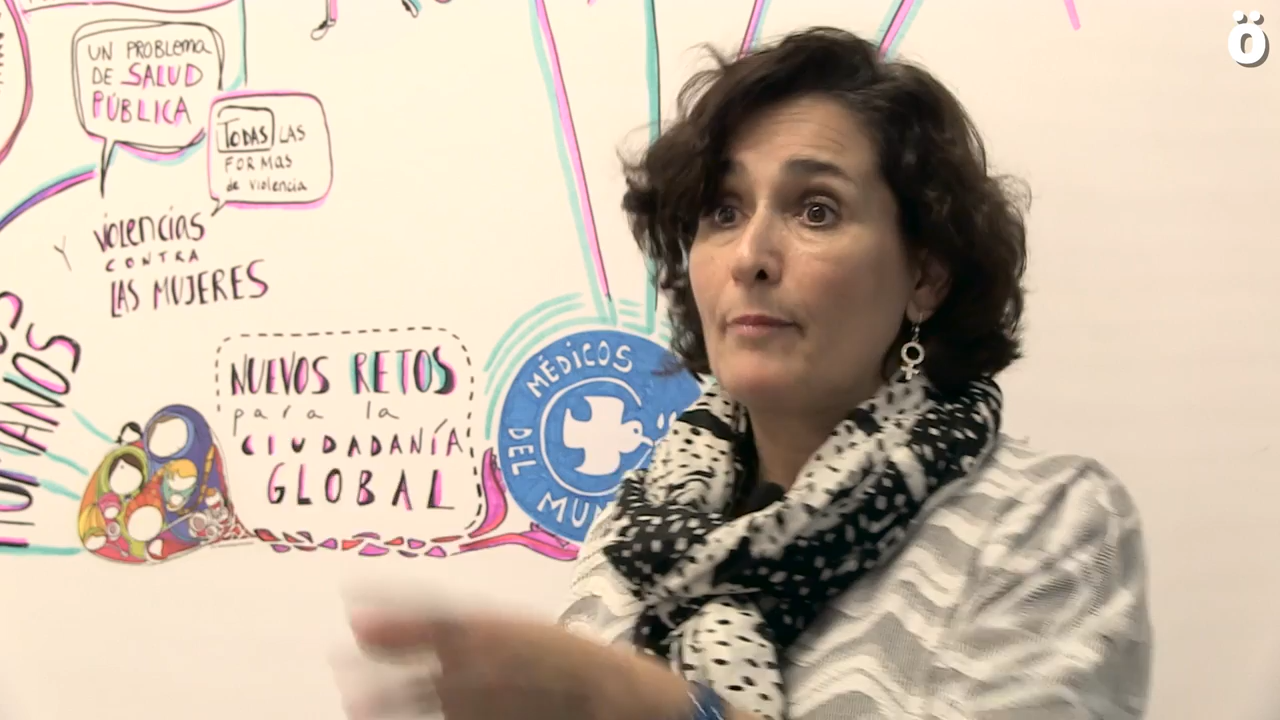 UN PROBLEMA
DE SALUD
PÚBLICA
TODAS LAS
FORMAS
de violencia
Y violencias
CONTRA
LAS MUJERES
NUEVOS RETOS
para la
CIUDADANÍA
GLOBAL
MÉDICOS
DEL
ö